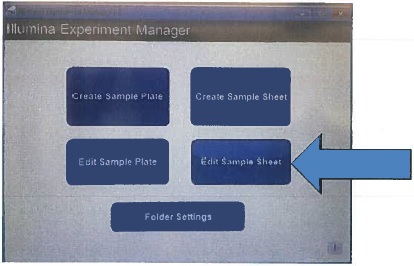 Illumina Experiment Manager
Create Sample Plate
Create Sample Sheet
Edit Sample Plate
Edit Sample Sheet
Folder Settings